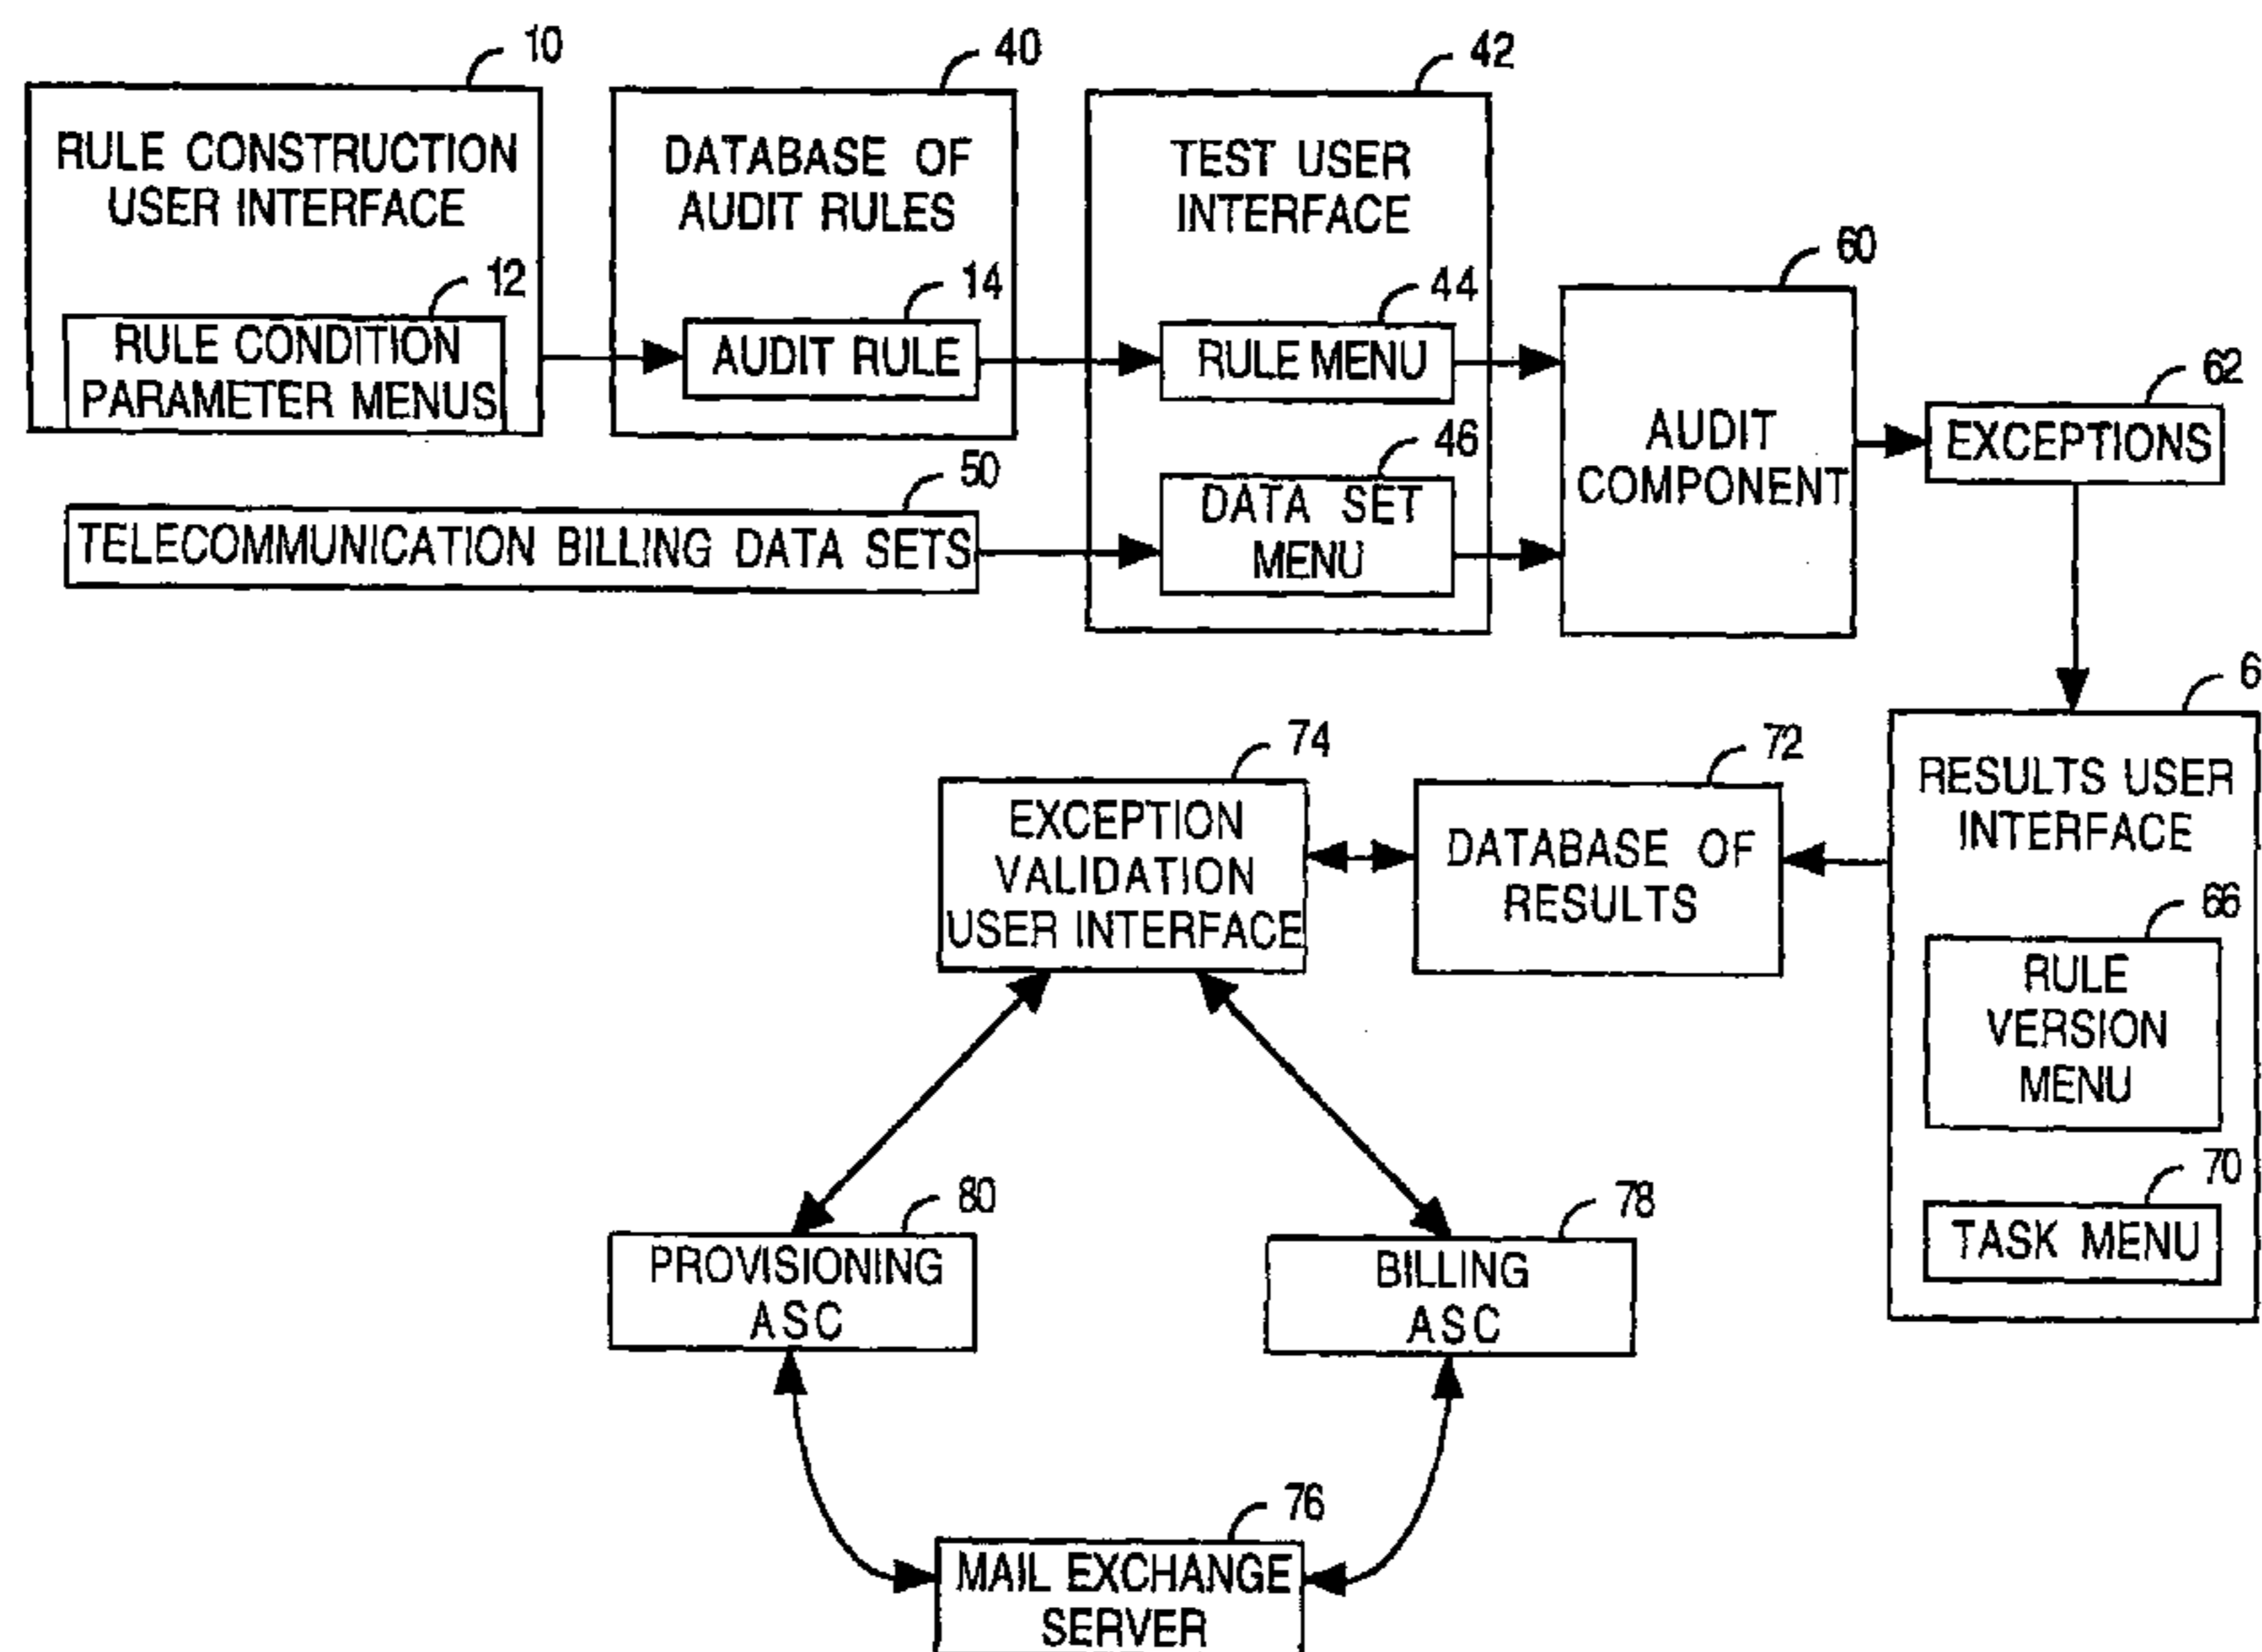 10
RULE CONSTRUCTION
USER INTERFACE
12
RULE CONDITION
PARAMETER MENUS
40
DATABASE OF
AUDIT RULES
14
AUDIT RULE
42
TEST USER
INTERFACE
44
RULE MENU
46
DATA SET
MENU
50
TELECOMMUNICATION BILLING DATA SETS
60
AUDIT
COMPONENT
62
EXCEPTIONS
6
RESULTS USER
INTERFACE
66
RULE
VERSION
MENU
70
TASK MENU
72
DATABASE OF
RESULTS
74
EXCEPTION
VALIDATION
USER INTERFACE
80
PROVISIONING
ASC
78
BILLING
ASC
76
MAIL EXCHANGE
SERVER